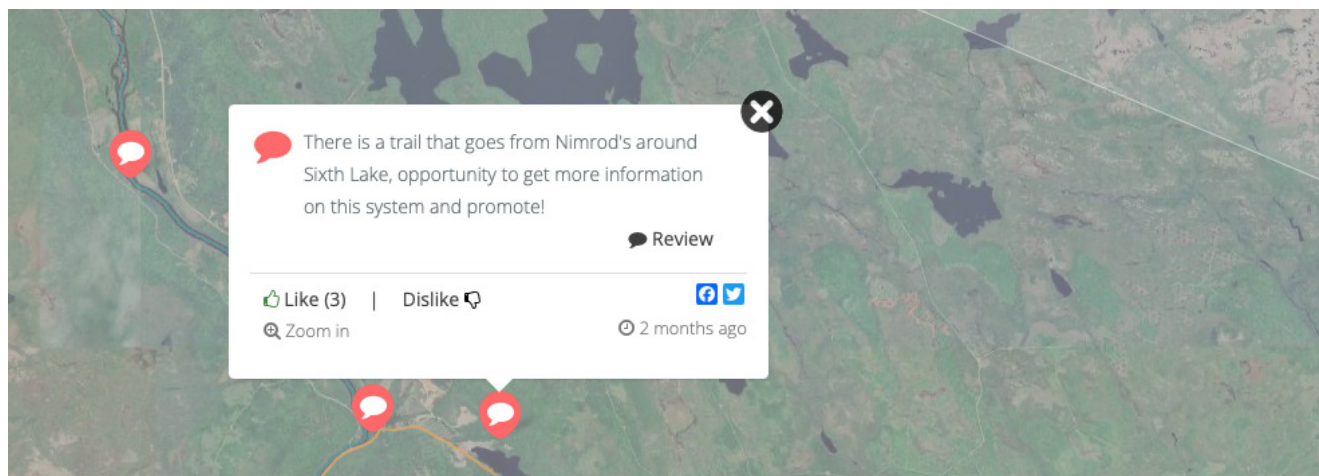 There is a trail that goes from Nimrod's around
Sixth Lake, opportunity to get more information
on this system and promote!
Review
Like (3) | Dislike
Zoom in
2 months ago